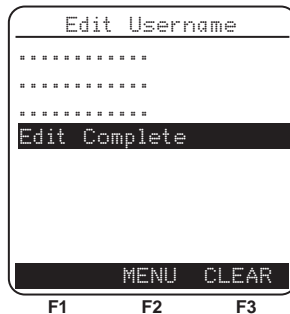 Edit Username
............
............
............
Edit Complete
MENU CLEAR
F1 F2 F3